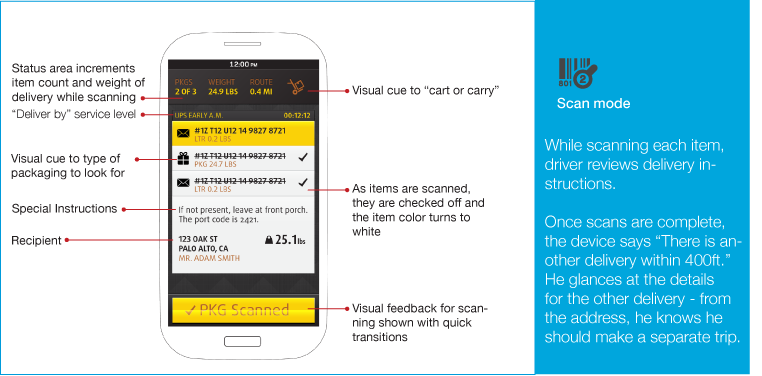 Status area increments
item count and weight of
delivery while scanning
“Deliver by” service level
Visual cue to type of
packaging to look for
Special Instructions
Recipient
12:00 PM
PKGS WEIGHT ROUTE
2 OF 3 24.9 LBS 0.4 MI
UPS EARLY A.M. 00:12:12
#1Z T12 U12 14 9827 8721
LTR 0.2 LBS
#1Z T12 U12 14 9827 8721
PKG 24.7 LBS
#1Z T12 U12 14 9827 8721
LTR 0.2 LBS
If not present, leave at front porch.
The port code is 2421.
123 OAK ST
PALO ALTO, CA
MR. ADAM SMITH
25.1lbs
PKG Scanned
Visual cue to “cart or carry”
As items are scanned,
they are checked off and
the item color turns to
white
Visual feedback for scan-
ning shown with quick
transitions
801 2
Scan mode
While scanning each item,
driver reviews delivery in-
structions.
Once scans are complete,
the device says “There is an-
other delivery within 400ft.”
He glances at the details
for the other delivery - from
the address, he knows he
should make a separate trip.